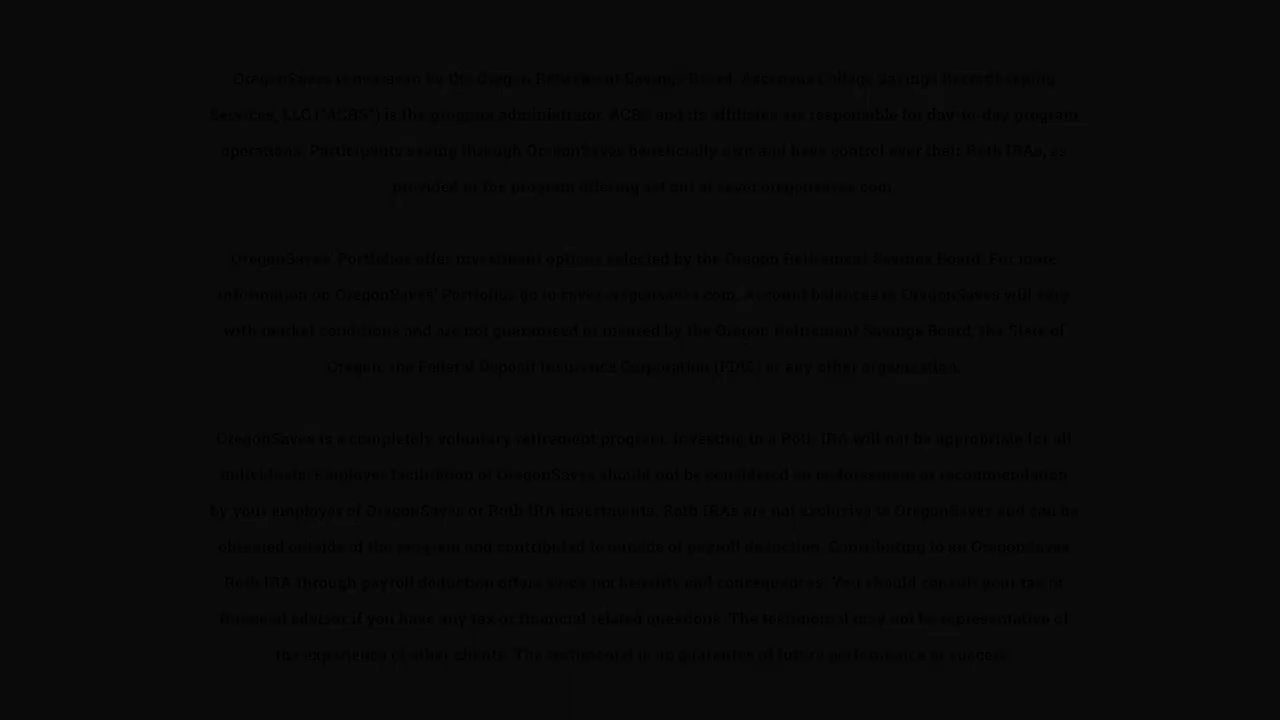 OregonSaves is overseen by the Oregon Retirement Savings Board. Ascensus College Savings Recordkeeping
Services, LLC ("ACRS") is the program administrator. ACRS and its affiliates are responsible for day-to-day program
operations. Participants saving through OregonSaves beneficially own and have control over their Roth IRAs, as
provided in the program offering set out at saver.oregonsaves.com.
OregonSaves' Portfolios offer investment options selected by the Oregon Retirement Savings Board. For more
information on OregonSaves' Portfolios go to saver.oregonsaves.com. Account balances in OregonSaves will vary
with market conditions and are not guaranteed or insured by the Oregon Retirement Savings Board, the State of
Oregon, the Federal Deposit Insurance Corporation (FDIC) or any other organization.
OregonSaves is a completely voluntary retirement program. Investing in a Roth IRA will not be appropriate for all
individuals. Employer facilitation of OregonSaves should not be considered an endorsement or recommendation
by your employer of OregonSaves or Roth IRA investments. Roth IRAs are not exclusive to OregonSaves and can be
obtained outside of the program and contributed to outside of payroll deduction. Contributing to an OregonSaves
Roth IRA through payroll deduction offers some tax benefits and consequences. You should consult your tax or
financial advisor if you have any tax or financial related questions. The testimonial may not be representative of
the experience of other clients. The testimonial is no guarantee of future performance or success.